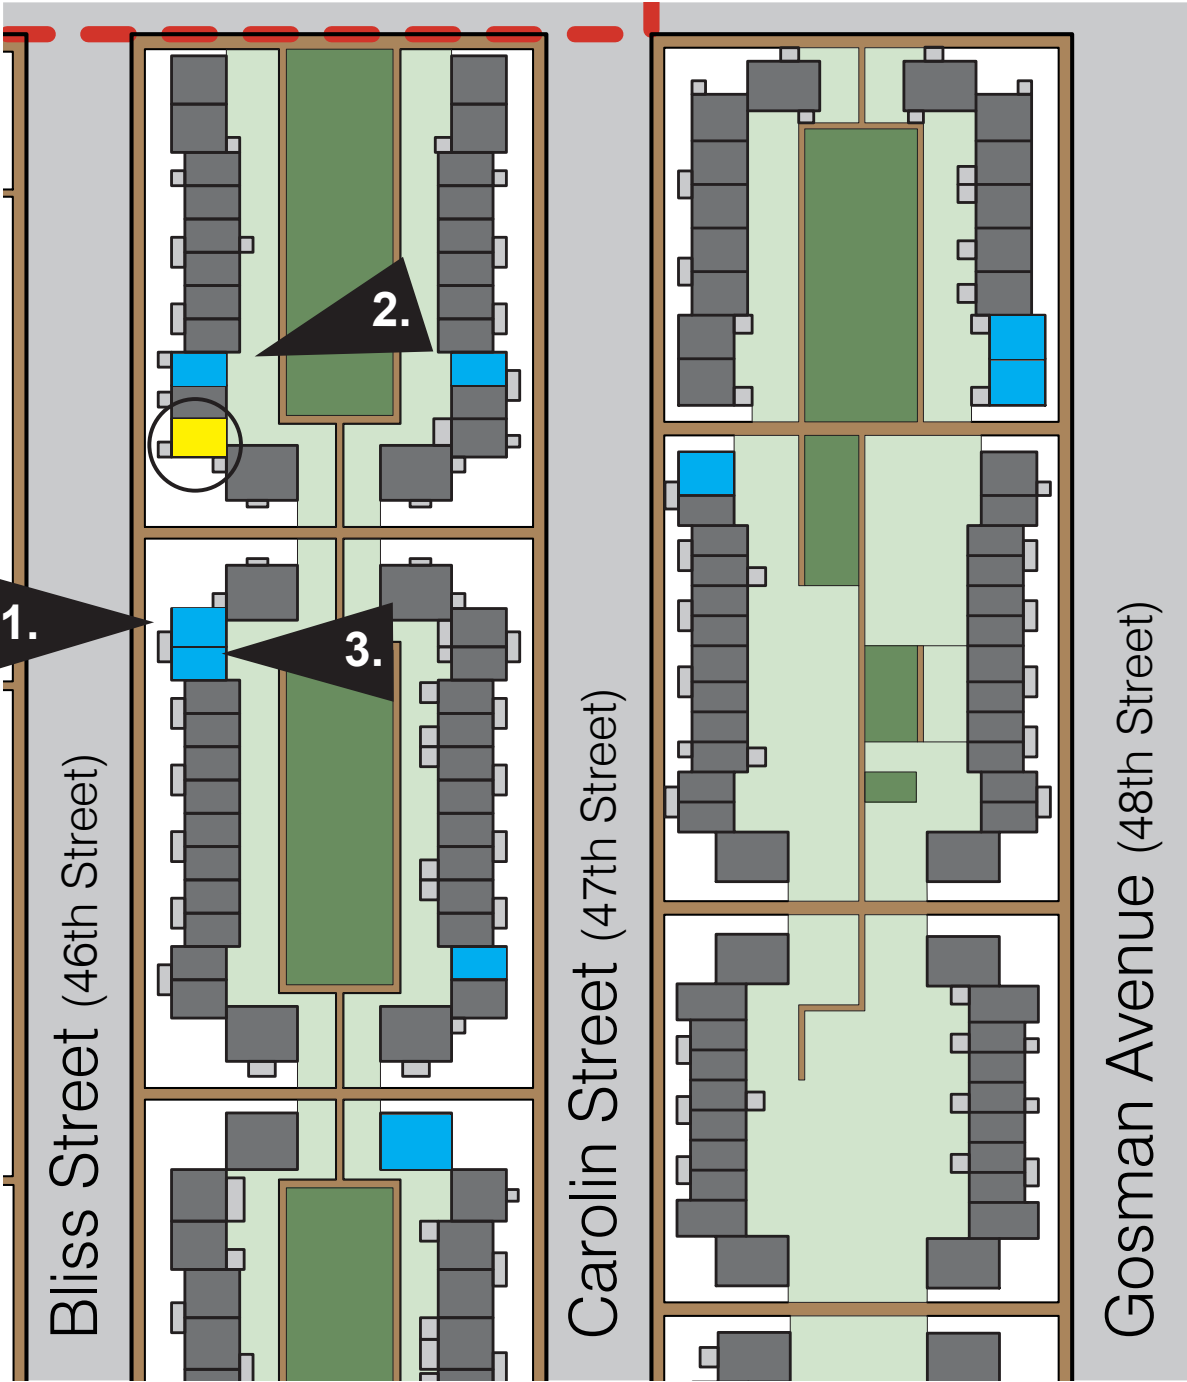 2.
1.
3.
Bliss Street (46th Street)
Carolin Street (47th Street)
Gosman Avenue (48th Street)